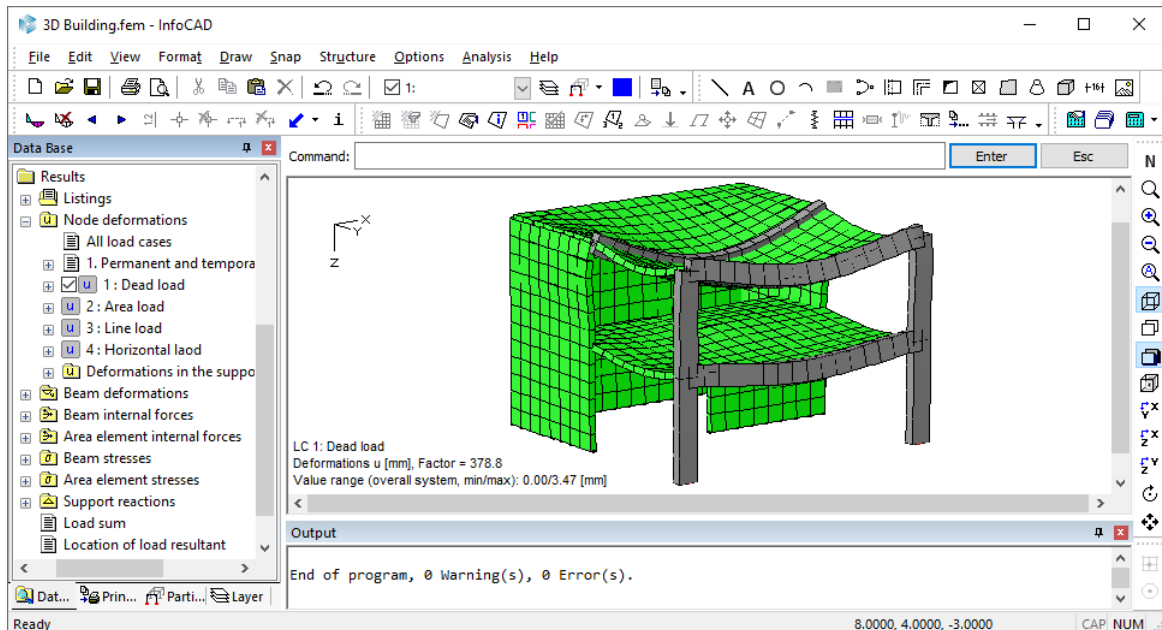 3D Building.fem - InfoCAD
File Edit View Format Draw Snap Structure Options Analysis Help
1:
A +16+
i
Data Base
Command:
Enter
Esc
N
Results
Listings
Node deformations
All load cases
1. Permanent and tempora
u 1 : Dead load
u 2 : Area load
u 3 : Line load
u 4 : Horizontal laod
Deformations in the suppo
Beam deformations
Beam internal forces
Area element internal forces
Beam stresses
Area element stresses
Support reactions
Load sum
Location of load resultant
X
Y
Z
LC 1: Dead load
Deformations u [mm], Factor = 378.8
Value range (overall system, min/max): 0.00/3.47 [mm]
Output
End of program, 0 Warning(s), 0 Error(s).
Dat... Prin... Parti... Layer
Ready
8.0000, 4.0000, -3.0000
CAP NUM